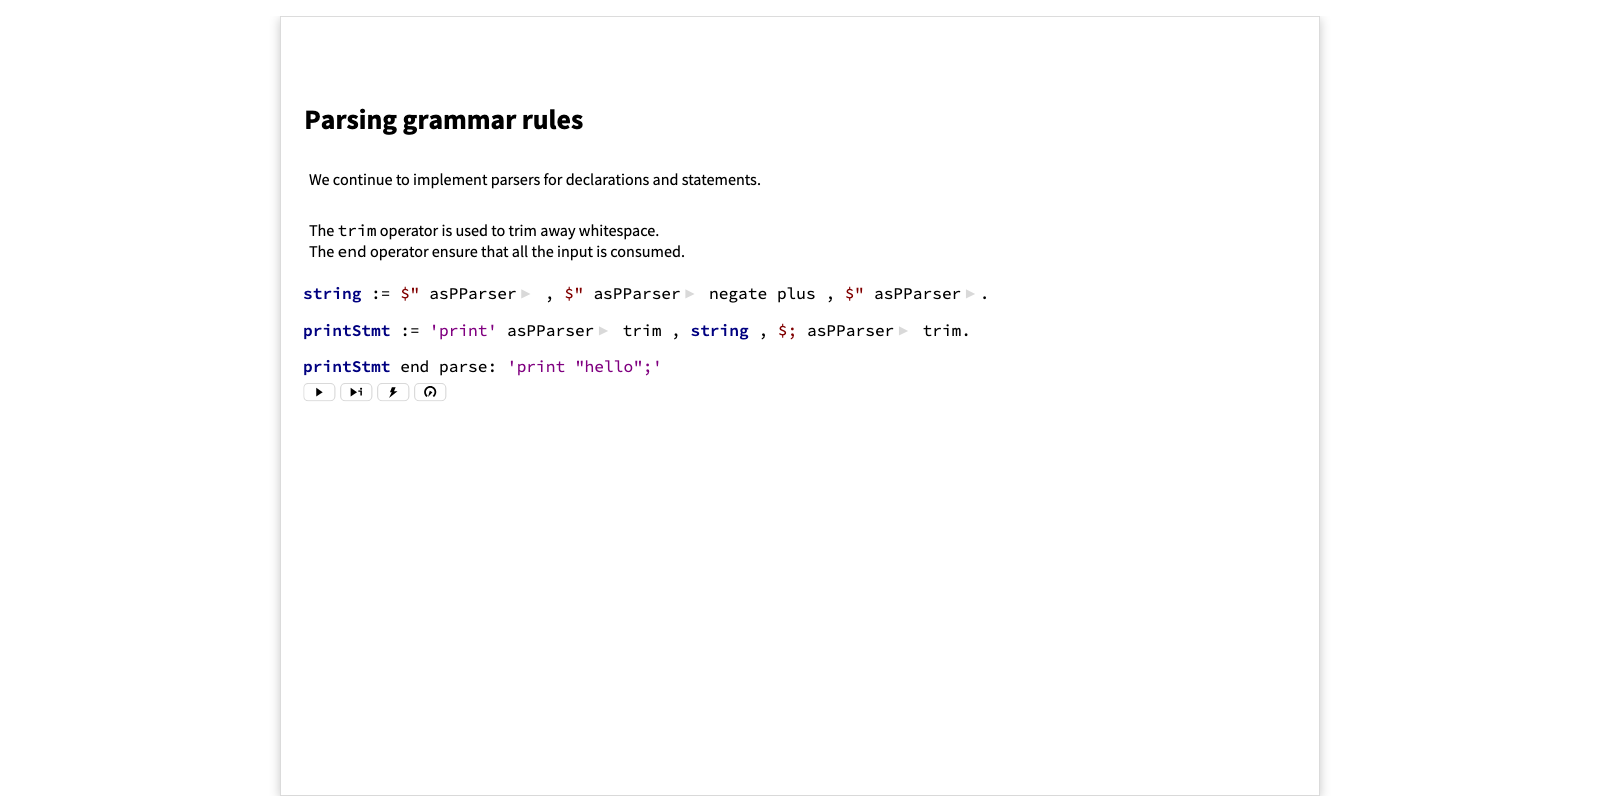 Parsing grammar rules
We continue to implement parsers for declarations and statements.
The trim operator is used to trim away whitespace.
The end operator ensure that all the input is consumed.
string := $" asPParser , $" asPParser negate plus , $" asPParser .
printStmt := 'print' asPParser trim , string , $; asPParser trim.
printStmt end parse: 'print "hello";'
i